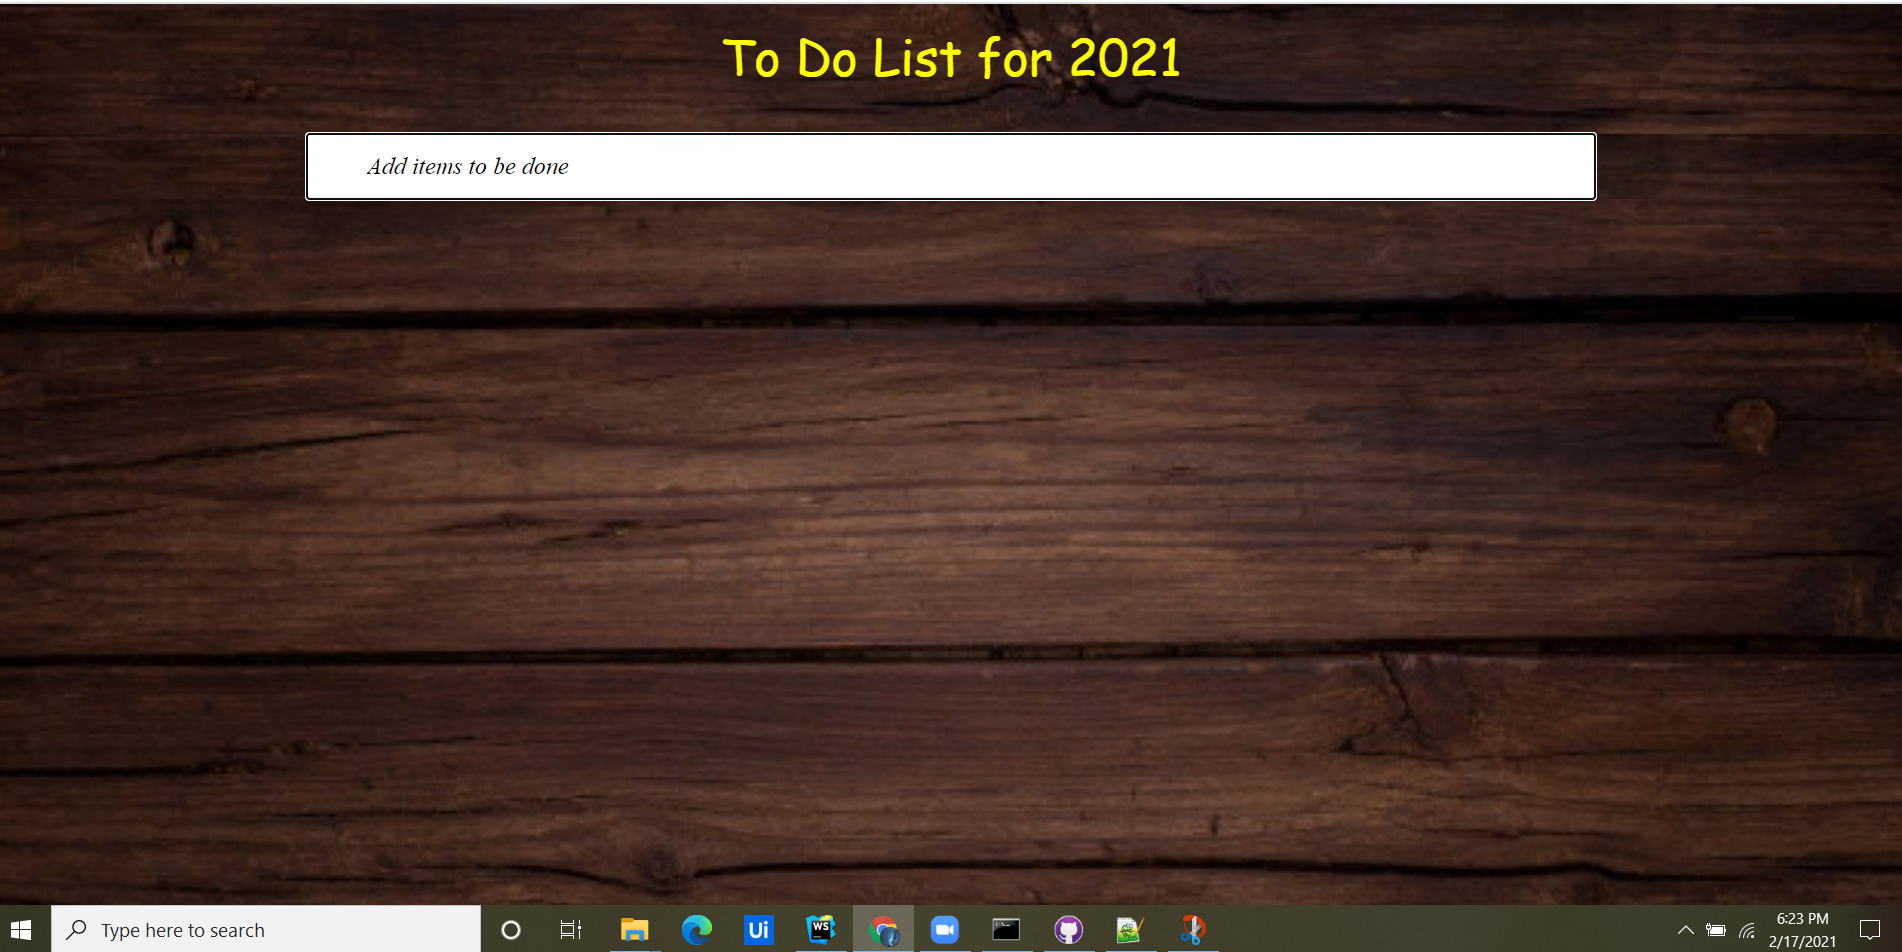 To Do List for 2021
Add items to be done
Type here to search
Ui
WS
6:23 PM
2/17/2021